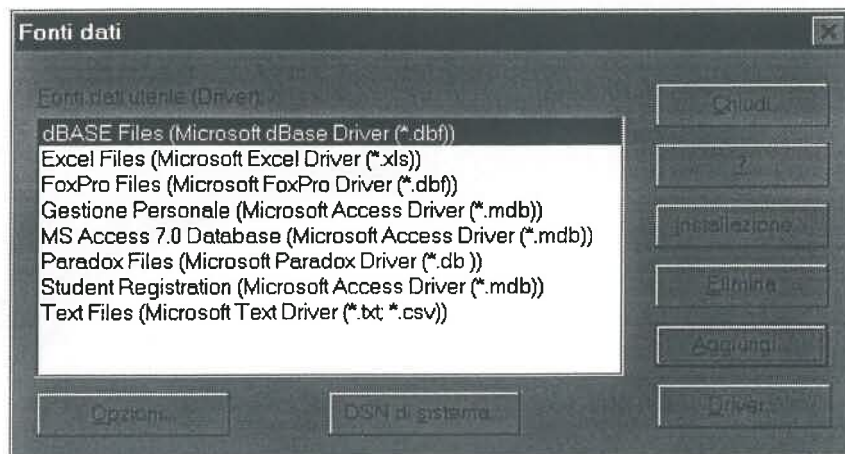 Fonti dati
Fonti dati utente (Driver):
dBASE Files (Microsoft dBase Driver (*.dbf))
Excel Files (Microsoft Excel Driver (*.xls))
FoxPro Files (Microsoft FoxPro Driver (*.dbf))
Gestione Personale (Microsoft Access Driver (*.mdb))
MS Access 7.0 Database (Microsoft Access Driver (*.mdb))
Paradox Files (Microsoft Paradox Driver (*.db ))
Student Registration (Microsoft Access Driver (*.mdb))
Text Files (Microsoft Text Driver (*.txt; *.csv))
Chiudi
?
Installazione...
Elimina
Aggiungi...
Driver...
Opzioni...
DSN di sistema...